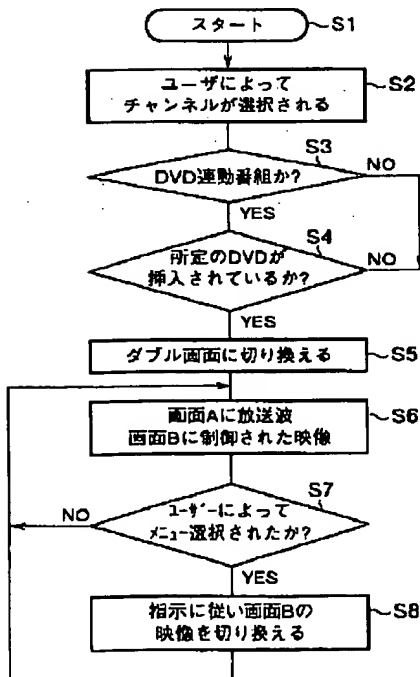 スタート
S1
ユーザによって
チャンネルが選択される
S2
S3
DVD連動番組か?
NO
YES
S4
所定のDVDが
挿入されているか?
NO
YES
ダブル画面に切り換える
S5
画面Aに放送波
画面Bに制御された映像
S6
S7
ユーザーによって
メニュー選択されたか?
NO
YES
指示に従い画面Bの
映像を切り換える
S8